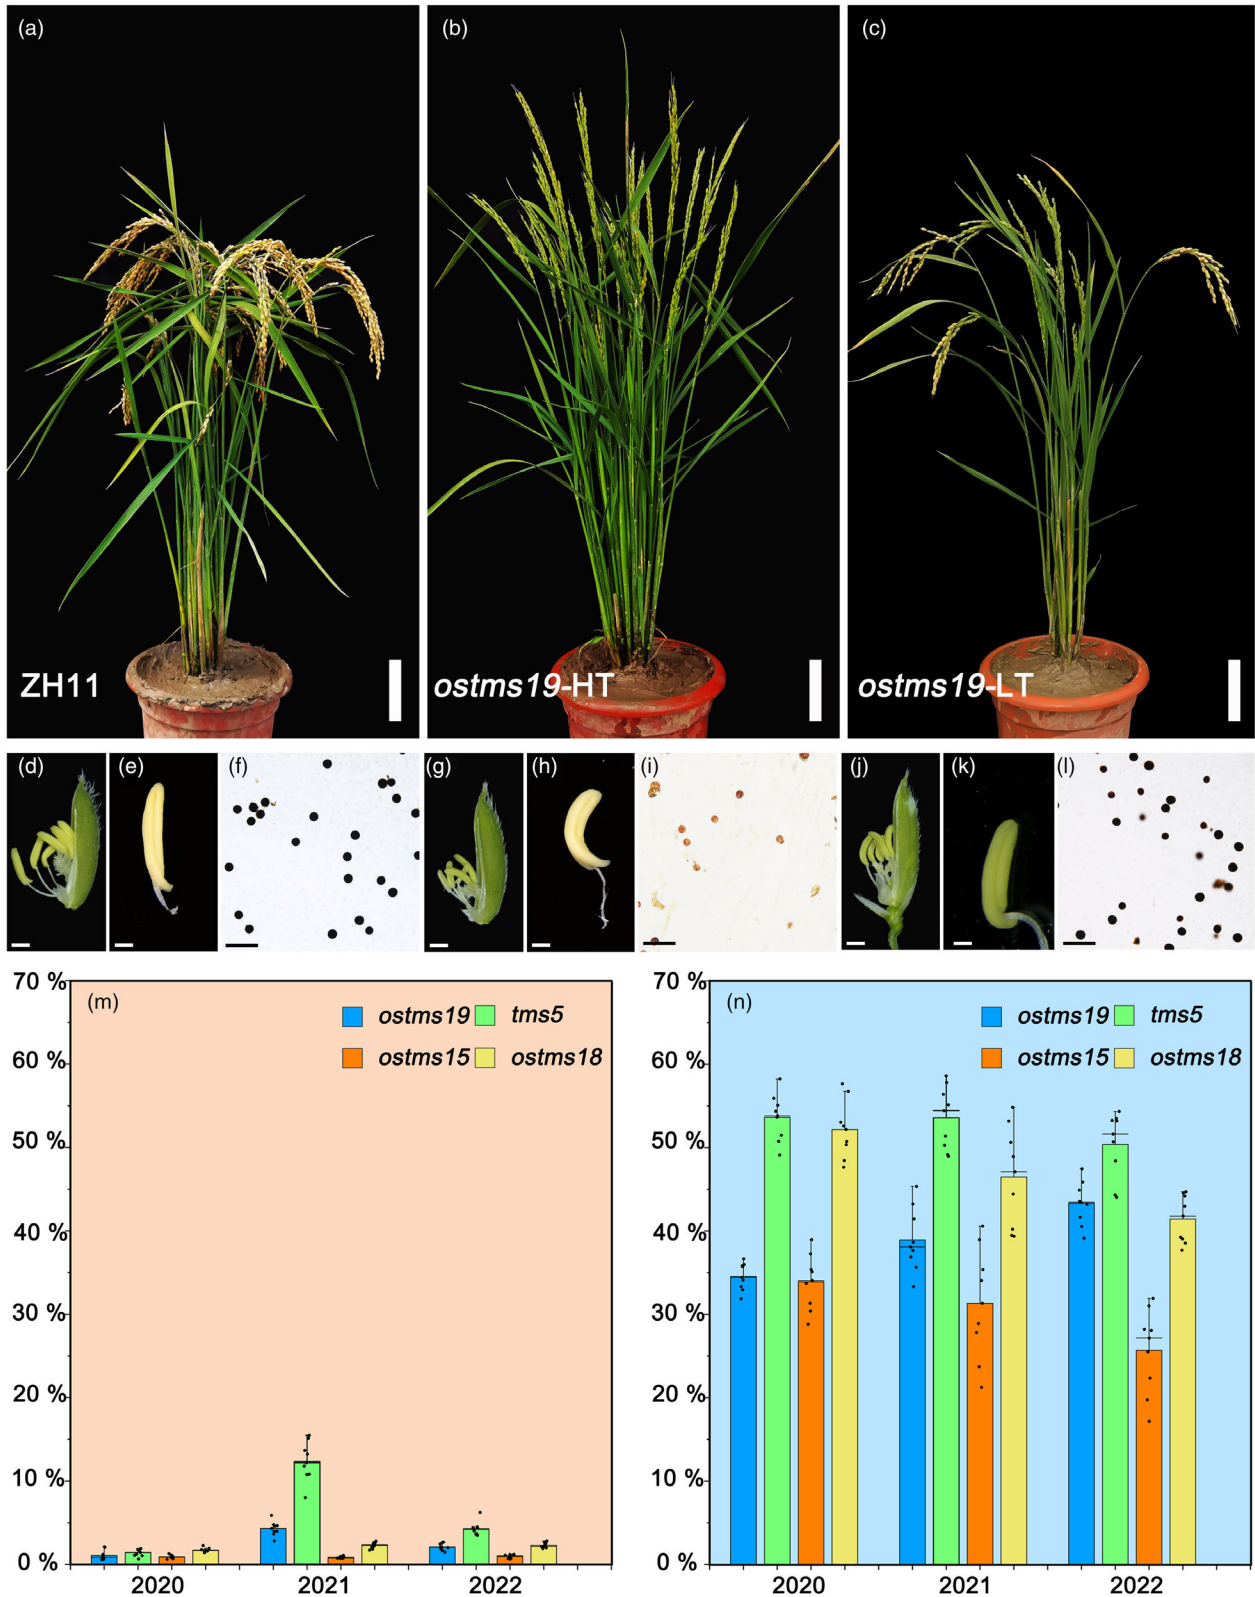 (a) (b) (c)
ZH11 ostms19-HT ostms19-LT
(d) (e) (f) (g) (h) (i) (j) (k) (l)
(m)
70 %
60 %
50 %
40 %
30 %
20 %
10 %
0 %
ostms19 tms5
ostms15 ostms18
2020 2021 2022
(n)
70 %
60 %
50 %
40 %
30 %
20 %
10 %
0 %
ostms19 tms5
ostms15 ostms18
2020 2021 2022